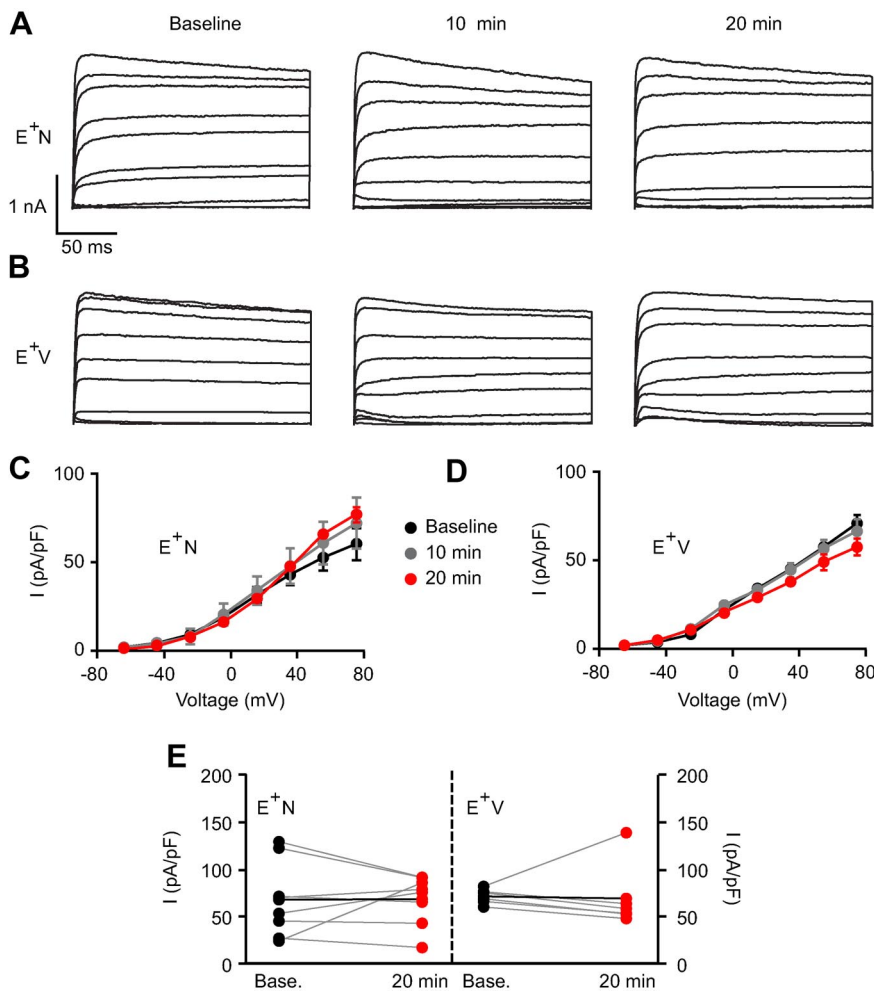 A
Baseline
10 min
20 min
E+N
1 nA
50 ms
B
E+V
C
100
50
0
I (pA/pF)
E+N
-80
-40
0
40
80
Voltage (mV)
Baseline
10 min
20 min
D
100
50
0
I (pA/pF)
E+V
-80
-40
0
40
80
Voltage (mV)
E
200
150
100
50
0
I (pA/pF)
E+N
E+V
200
150
100
50
0
I (pA/pF)
Base.
20 min
Base.
20 min